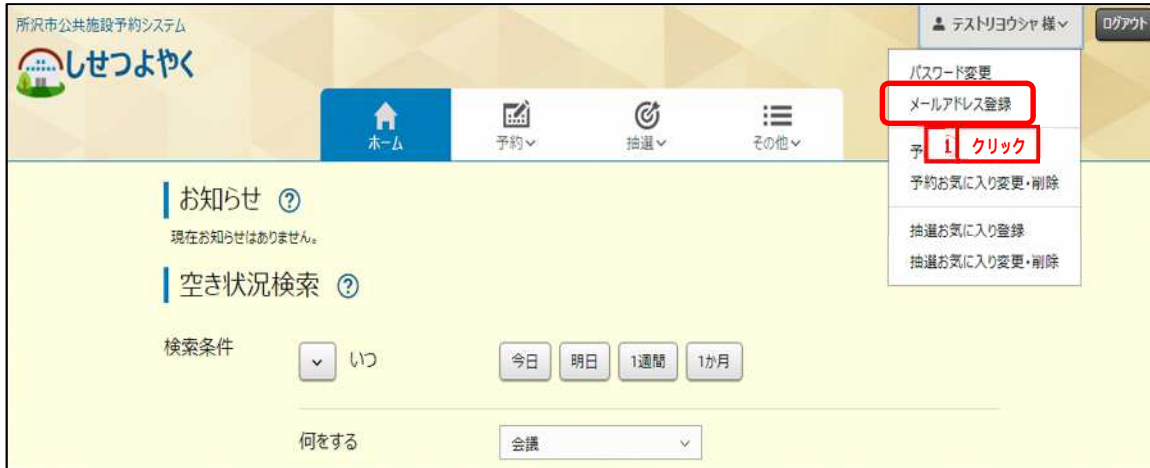 所沢市公共施設予約システム
しせつよやく
テストリヨウシャ 様
ログアウト
パスワード変更
メールアドレス登録
1 クリック
予
予約お気に入り変更・削除
抽選お気に入り登録
抽選お気に入り変更・削除
ホーム
予約
抽選
その他
お知らせ ?
現在お知らせはありません。
空き状況検索 ?
検索条件
いつ
今日 明日 1週間 1か月
何をする
会議